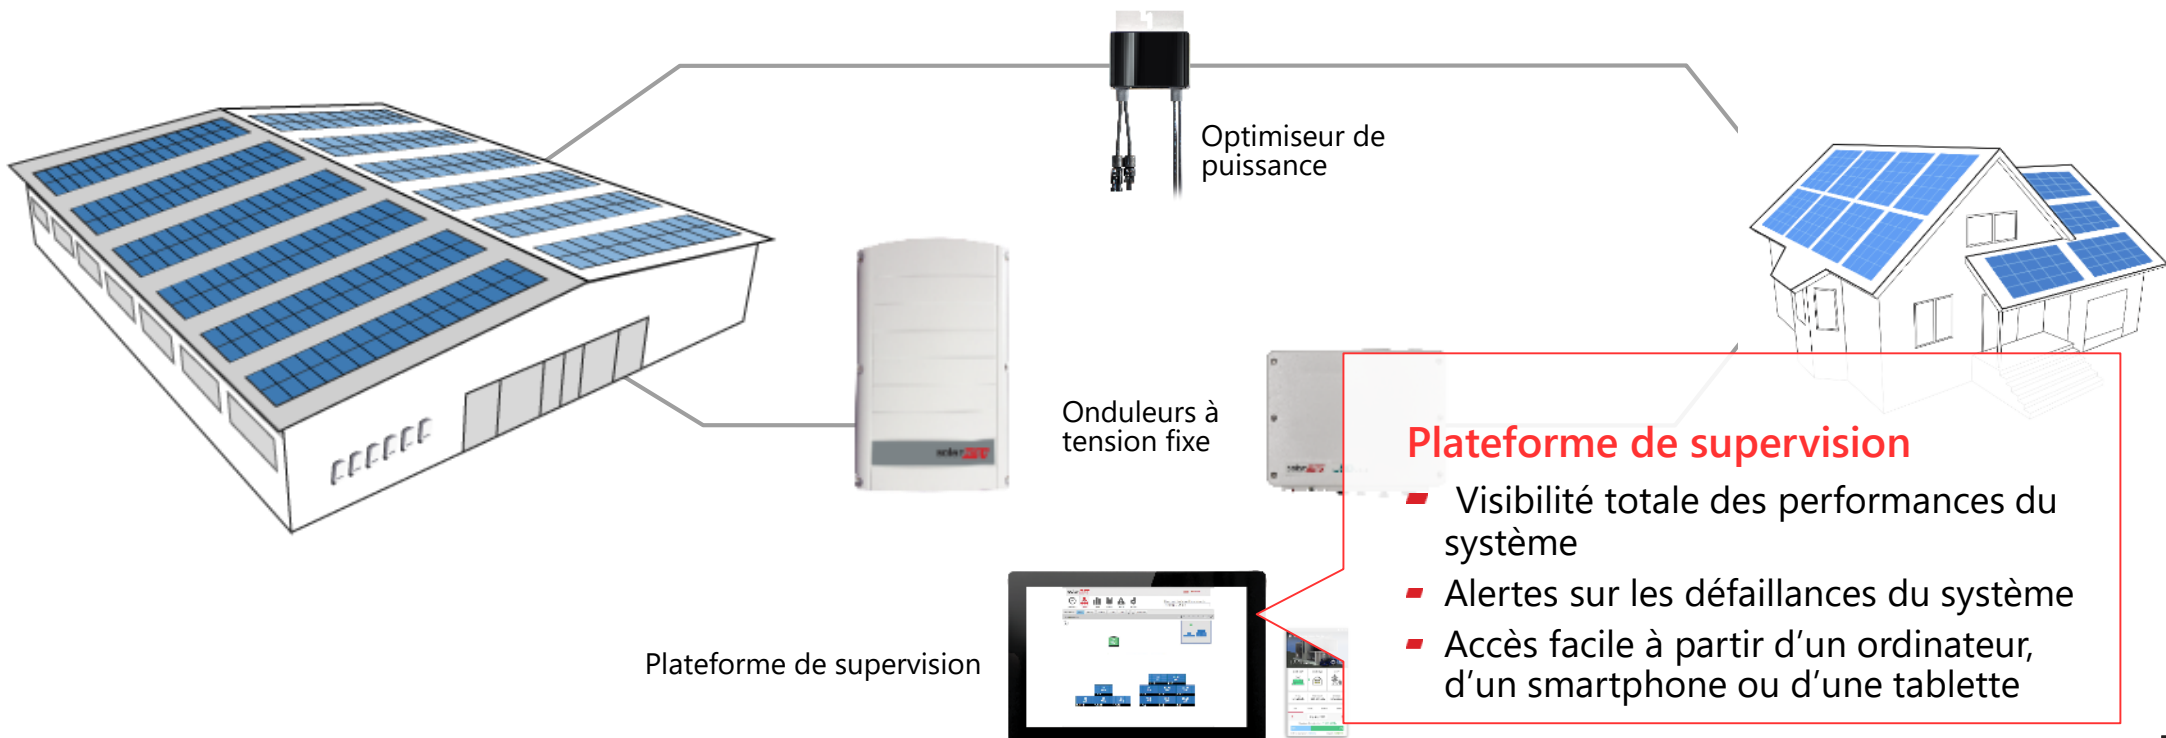 Optimiseur de
puissance
Onduleurs à
tension fixe
Plateforme de supervision
Visibilité totale des performances du
système
Alertes sur les défaillances du système
Accès facile à partir d’un ordinateur,
d’un smartphone ou d’une tablette
Plateforme de supervision